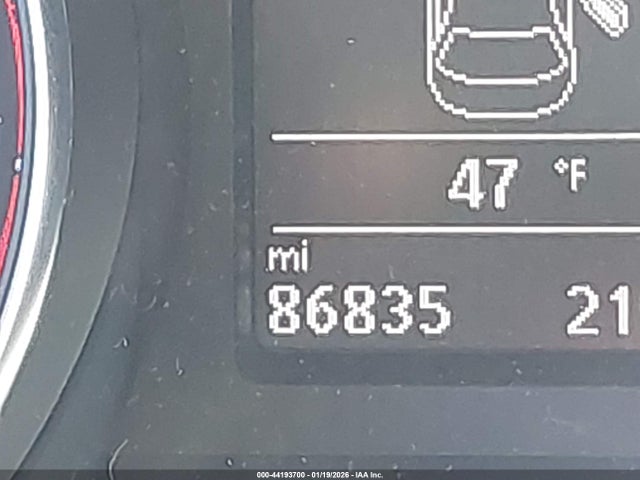 47 °F
mi
86835 21
000-44193700 - 01/19/2026 - IAA Inc.